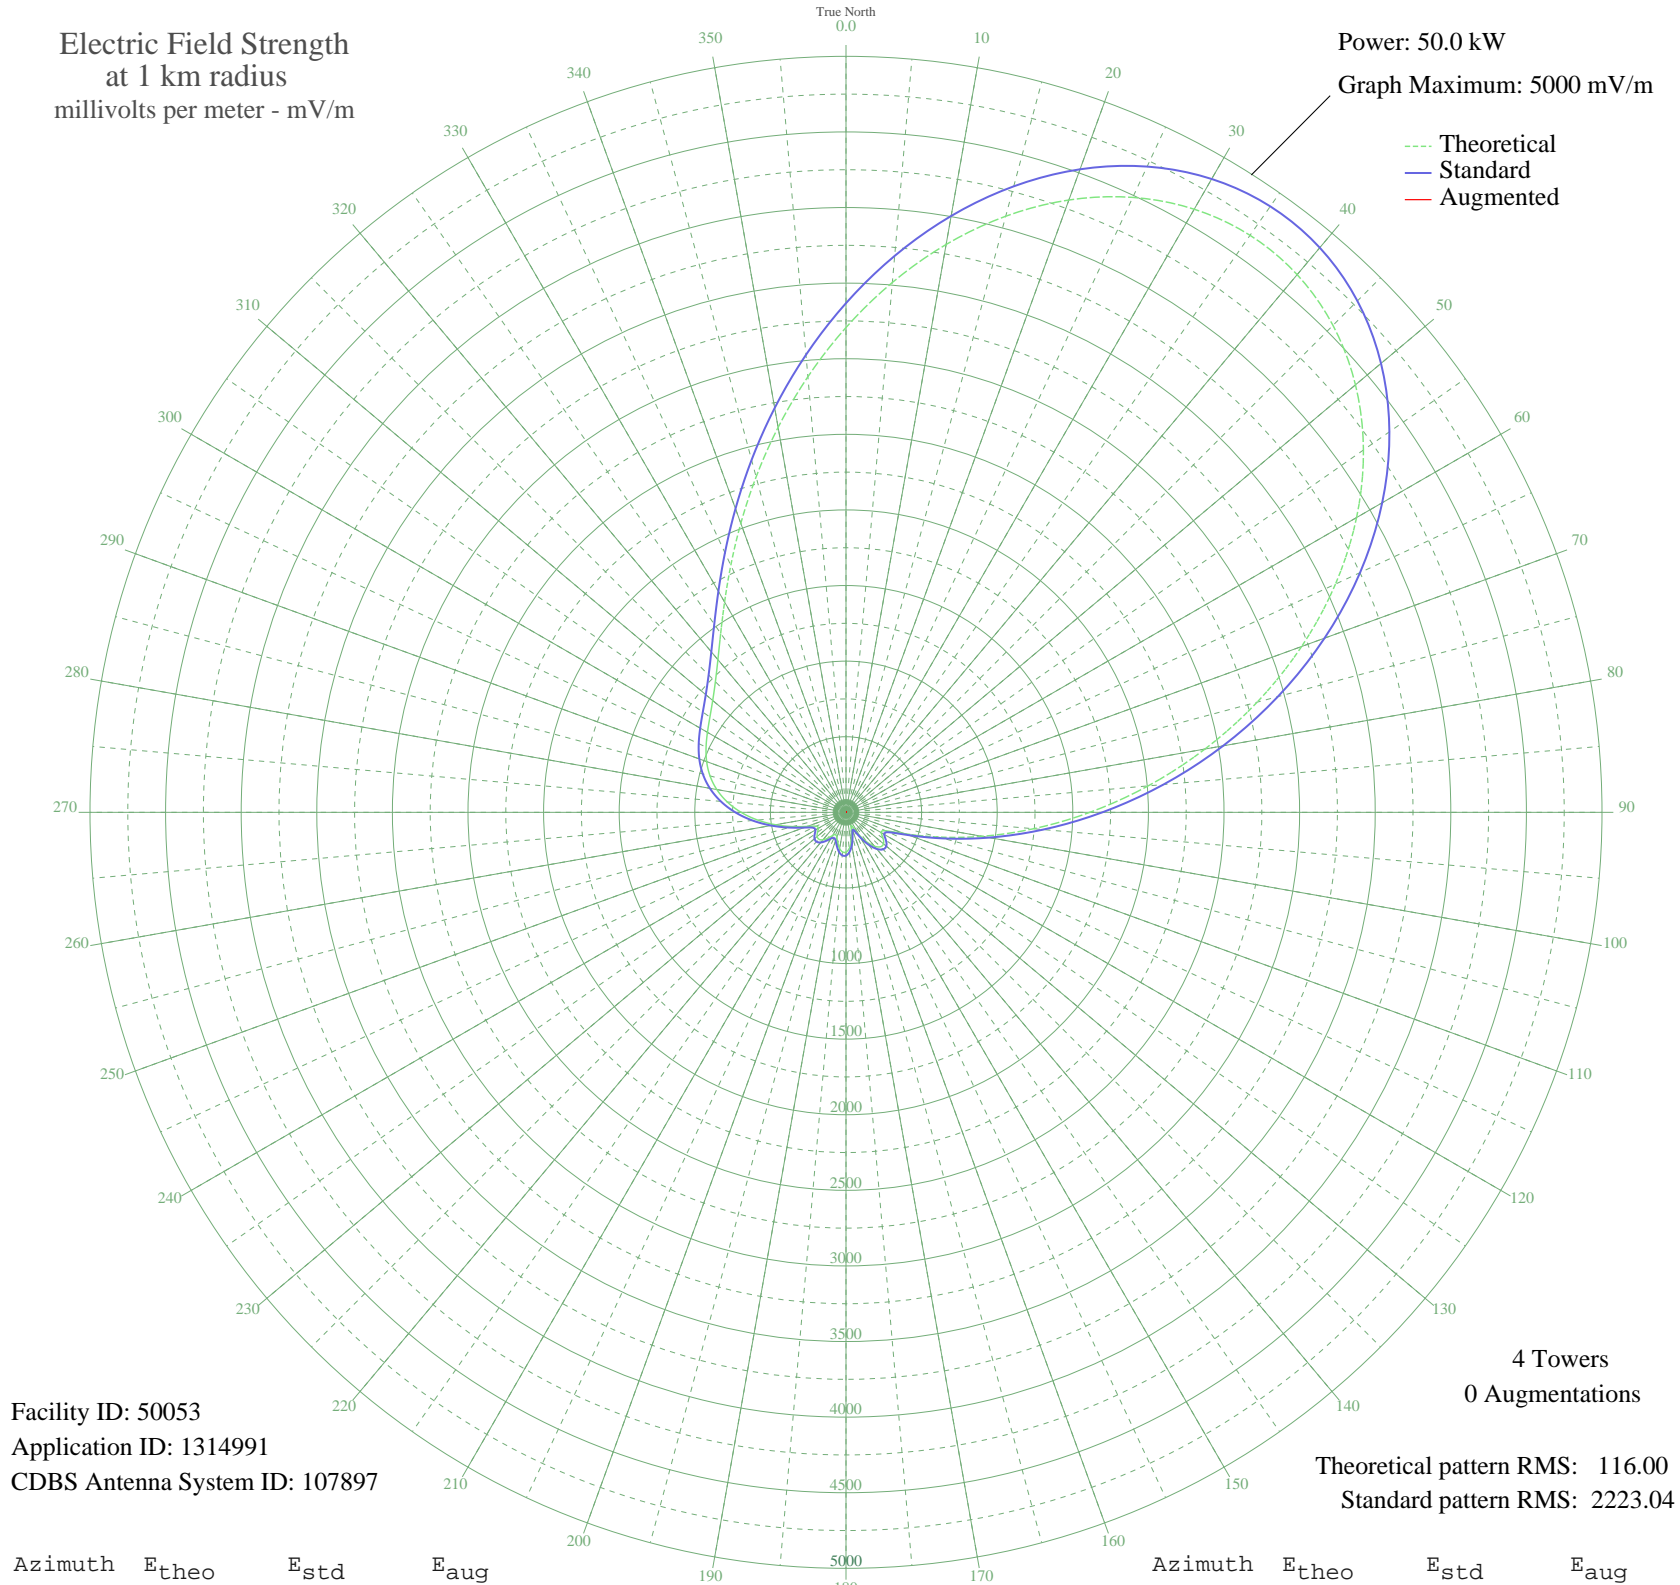 True North
0.0
Electric Field Strength
at 1 km radius
millivolts per meter - mV/m
Power: 50.0 kW
Graph Maximum: 5000 mV/m
Theoretical
Standard
Augmented
10
20
30
40
50
60
70
80
90
100
110
120
130
140
150
160
170
190
200
210
220
230
240
250
260
270
280
290
300
310
320
330
340
350
1000
1500
2000
2500
3000
3500
4000
4500
5000
4 Towers
0 Augmentations
Facility ID: 50053
Application ID: 1314991
CDBS Antenna System ID: 107897
Theoretical pattern RMS: 116.00
Standard pattern RMS: 2223.04
Azimuth Etheo Estd Eaug Azimuth Etheo Estd Eaug